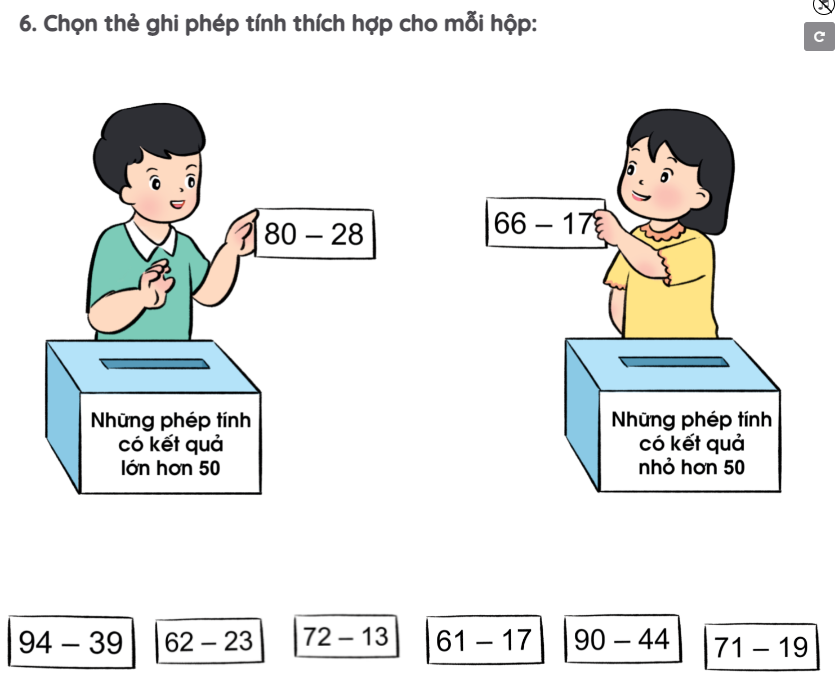 6. Chọn thẻ ghi phép tính thích hợp cho mỗi hộp:
80 – 28
66 – 17
Những phép tính
có kết quả
lớn hơn 50
Những phép tính
có kết quả
nhỏ hơn 50
94 – 39
62 – 23
72 – 13
61 – 17
90 – 44
71 – 19